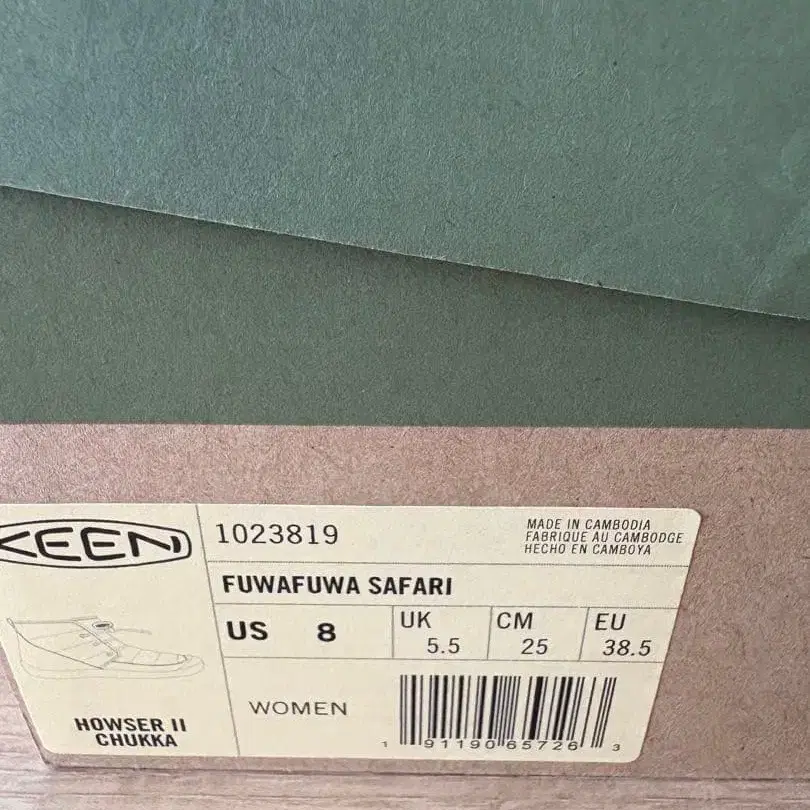 KEEN
1023819
MADE IN CAMBODIA
FABRIQUE AU CAMBODGE
HECHO EN CAMBOYA
FUWAFUWA SAFARI
US 8
UK 5.5
CM 25
EU 38.5
HOWSER II
CHUKKA
WOMEN
1 91190 65726 3